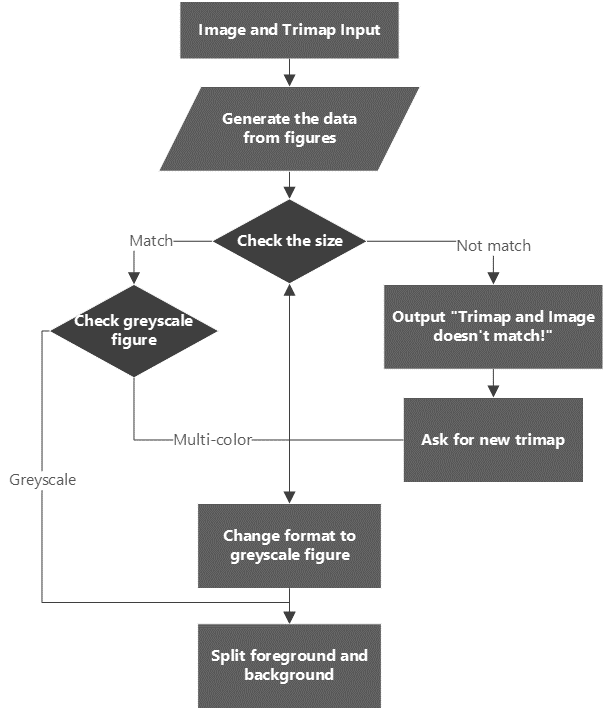 Image and Trimap Input
Generate the data
from figures
Check the size
Match
Not match
Check greyscale
figure
Output "Trimap and Image
doesn't match!"
Ask for new trimap
Multi-color
Greyscale
Change format to
greyscale figure
Split foreground and
background